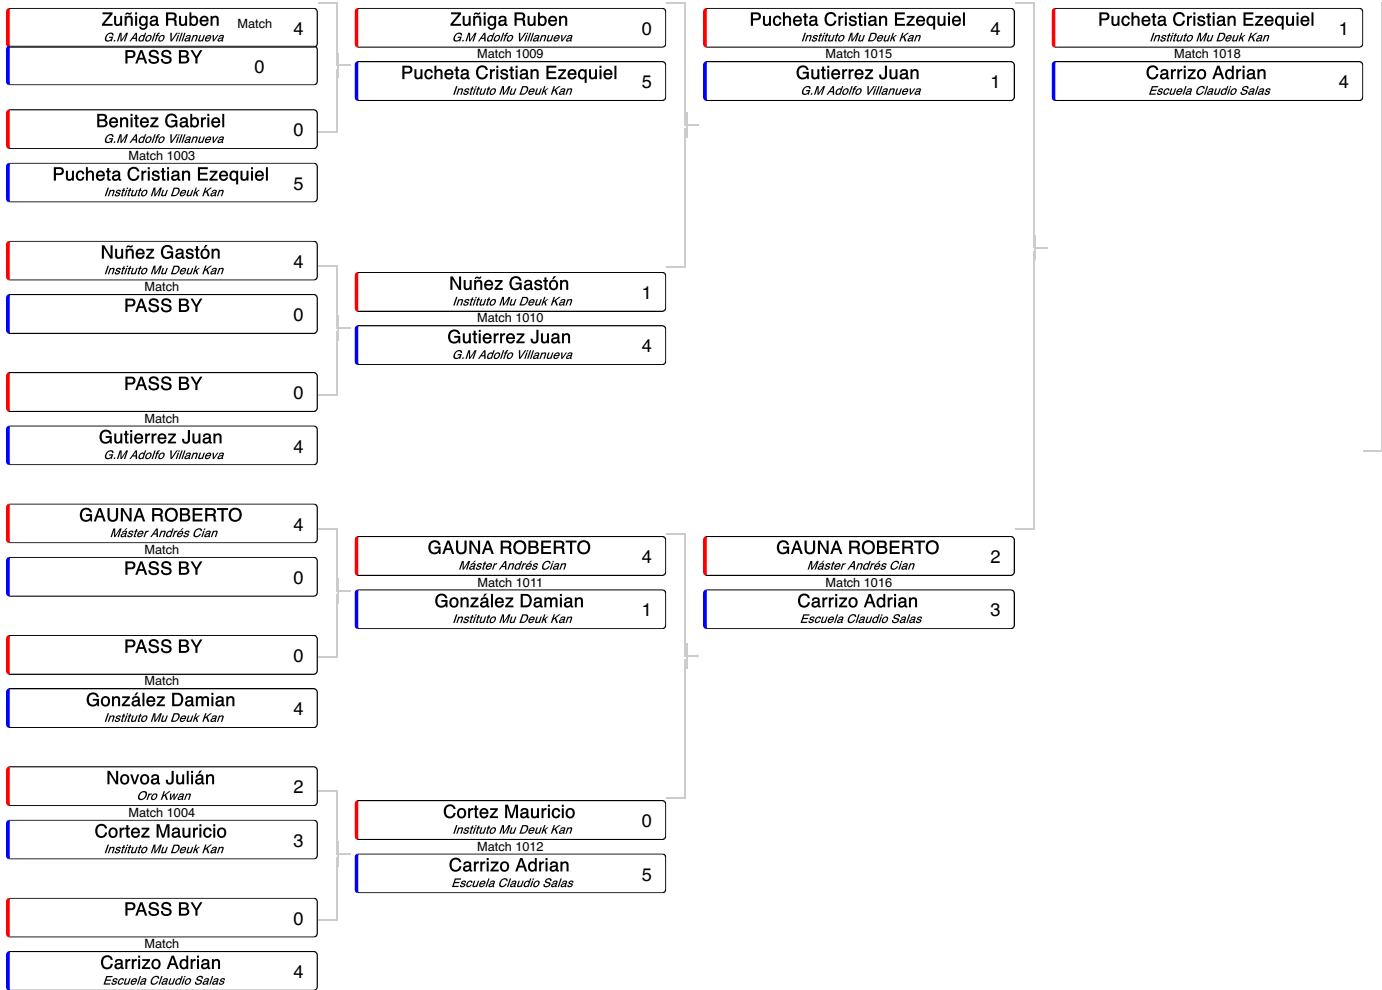 Zuñiga Ruben Match 4
G.M Adolfo Villanueva
PASS BY 0
Benitez Gabriel 0
G.M Adolfo Villanueva
Match 1003
Pucheta Cristian Ezequiel 5
Instituto Mu Deuk Kan
Nuñez Gastón 4
Instituto Mu Deuk Kan
Match
PASS BY 0
PASS BY 0
Match
Gutierrez Juan 4
G.M Adolfo Villanueva
GAUNA ROBERTO 4
Máster Andrés Cian
Match
PASS BY 0
PASS BY 0
Match
González Damian 4
Instituto Mu Deuk Kan
Novoa Julián 2
Oro Kwan
Match 1004
Cortez Mauricio 3
Instituto Mu Deuk Kan
PASS BY 0
Match
Carrizo Adrian 4
Escuela Claudio Salas
Zuñiga Ruben 0
G.M Adolfo Villanueva
Match 1009
Pucheta Cristian Ezequiel 5
Instituto Mu Deuk Kan
Nuñez Gastón 1
Instituto Mu Deuk Kan
Match 1010
Gutierrez Juan 4
G.M Adolfo Villanueva
GAUNA ROBERTO 4
Máster Andrés Cian
Match 1011
González Damian 1
Instituto Mu Deuk Kan
Cortez Mauricio 0
Instituto Mu Deuk Kan
Match 1012
Carrizo Adrian 5
Escuela Claudio Salas
Pucheta Cristian Ezequiel 4
Instituto Mu Deuk Kan
Match 1015
Gutierrez Juan 1
G.M Adolfo Villanueva
GAUNA ROBERTO 2
Máster Andrés Cian
Match 1016
Carrizo Adrian 3
Escuela Claudio Salas
Pucheta Cristian Ezequiel 1
Instituto Mu Deuk Kan
Match 1018
Carrizo Adrian 4
Escuela Claudio Salas